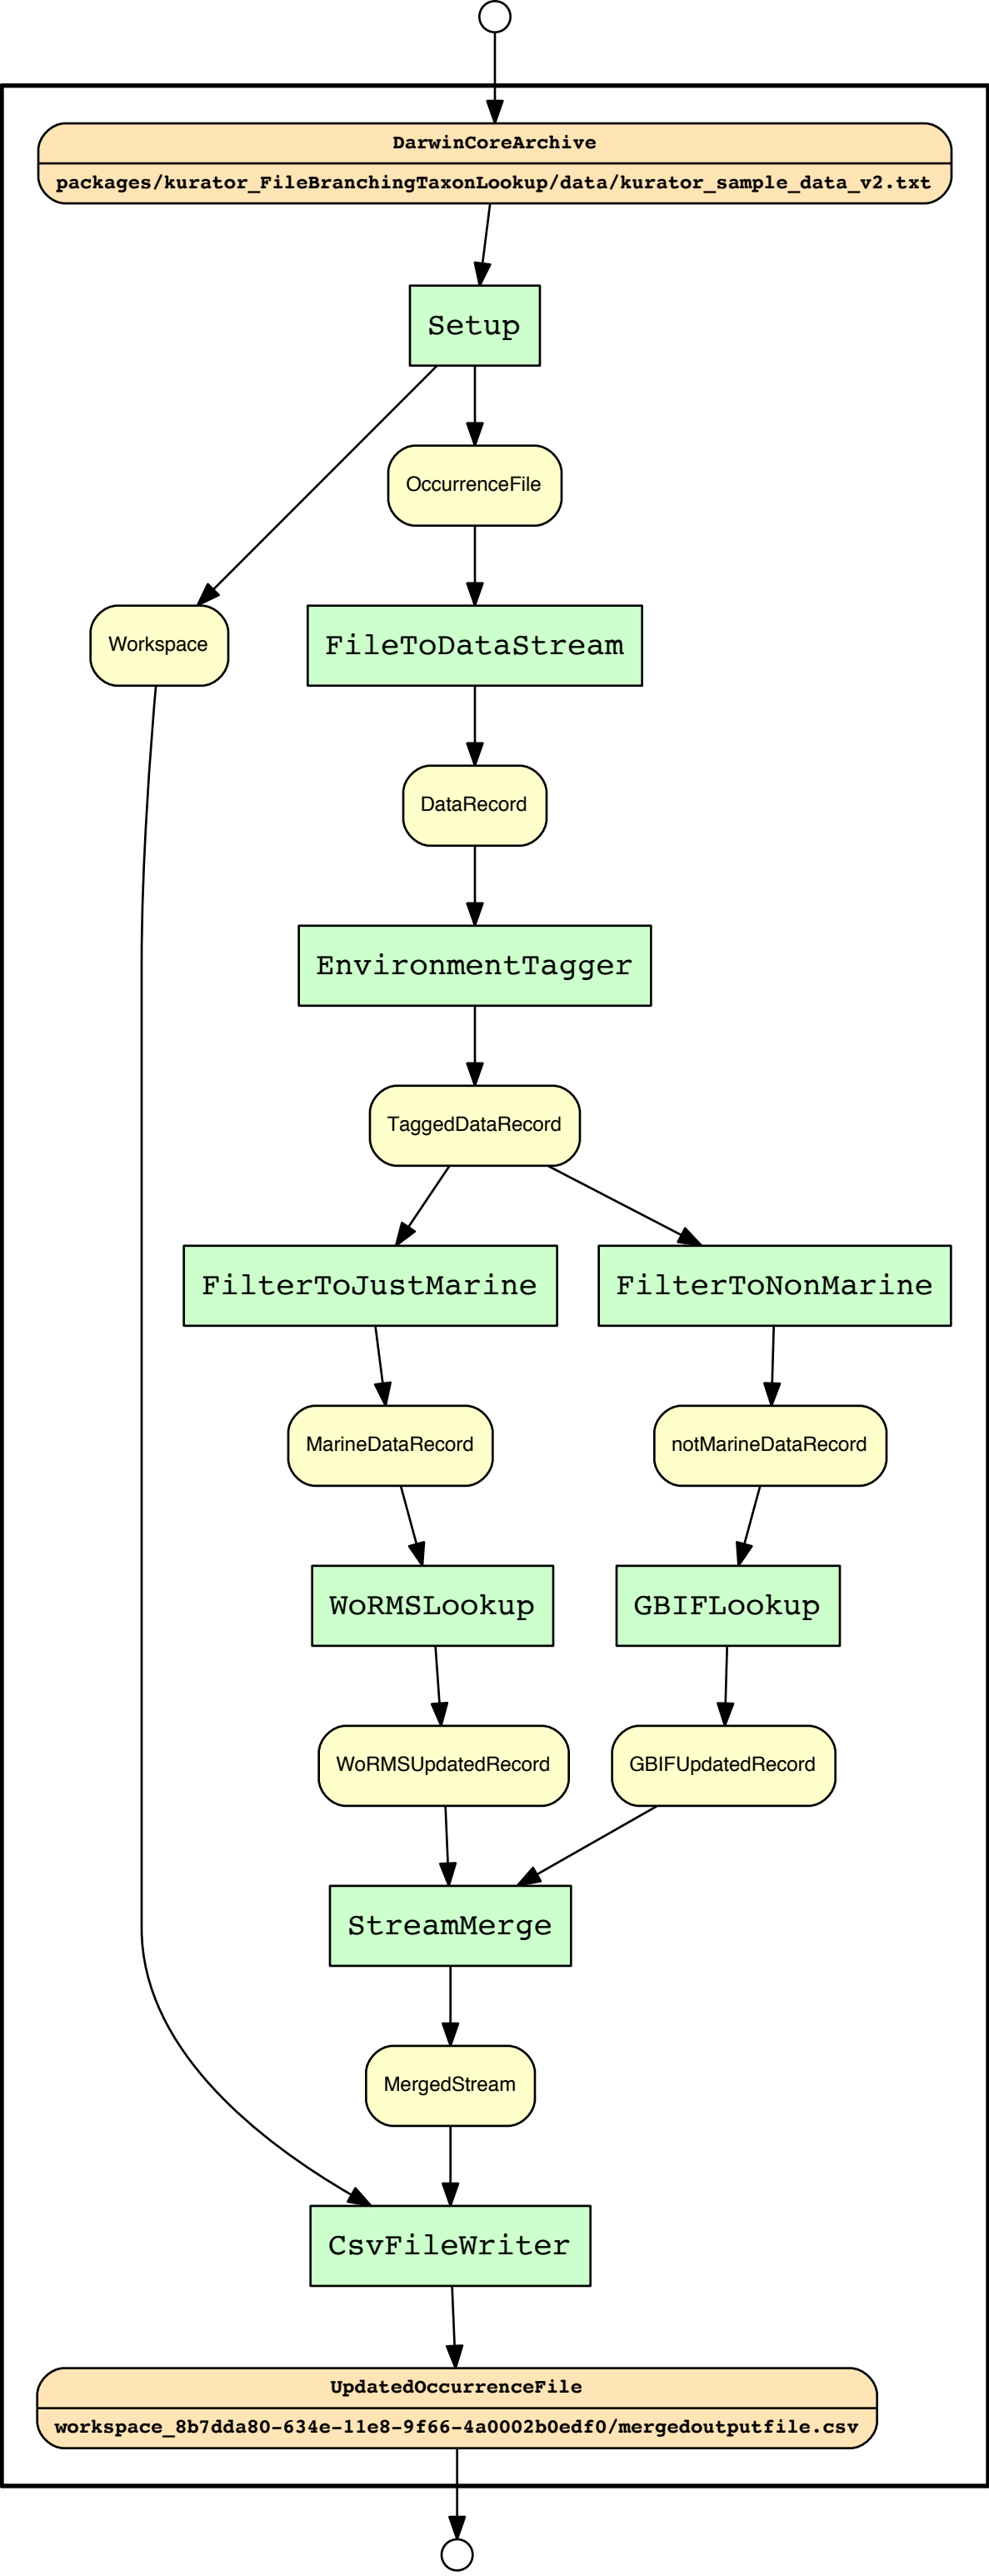 DarwinCoreArchive
packages/kurator_FileBranchingTaxonLookup/data/kurator_sample_data_v2.txt
Setup
OccurrenceFile
Workspace
FileToDataStream
DataRecord
EnvironmentTagger
TaggedDataRecord
FilterToJustMarine
FilterToNonMarine
MarineDataRecord
notMarineDataRecord
WoRMSLookup
GBIFLookup
WoRMSUpdatedRecord
GBIFUpdatedRecord
StreamMerge
MergedStream
CsvFileWriter
UpdatedOccurrenceFile
workspace_8b7dda80-634e-11e8-9f66-4a0002b0edf0/mergedoutputfile.csv